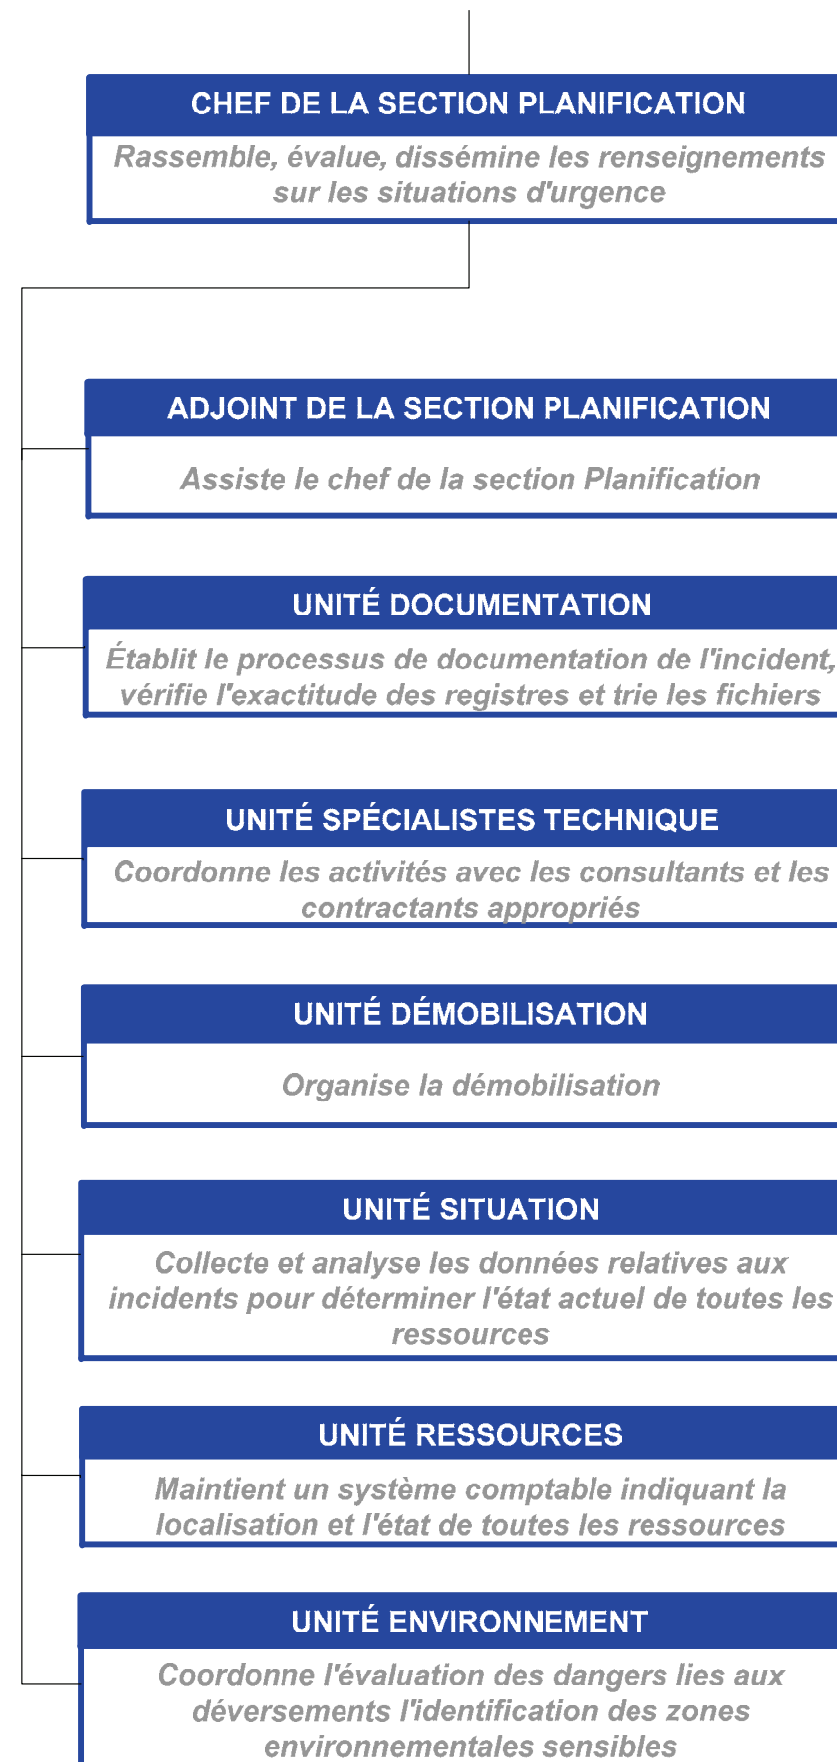 CHEF DE LA SECTION PLANIFICATION
Rassemble, évalue, dissémine les renseignements
sur les situations d'urgence
ADJOINT DE LA SECTION PLANIFICATION
Assiste le chef de la section Planification
UNITÉ DOCUMENTATION
Établit le processus de documentation de l'incident,
vérifie l'exactitude des registres et trie les fichiers
UNITÉ SPÉCIALISTES TECHNIQUE
Coordonne les activités avec les consultants et les
contractants appropriés
UNITÉ DÉMOBILISATION
Organise la démobilisation
UNITÉ SITUATION
Collecte et analyse les données relatives aux
incidents pour déterminer l'état actuel de toutes les
ressources
UNITÉ RESSOURCES
Maintient un système comptable indiquant la
localisation et l'état de toutes les ressources
UNITÉ ENVIRONNEMENT
Coordonne l'évaluation des dangers lies aux
déversements l'identification des zones
environnementales sensibles